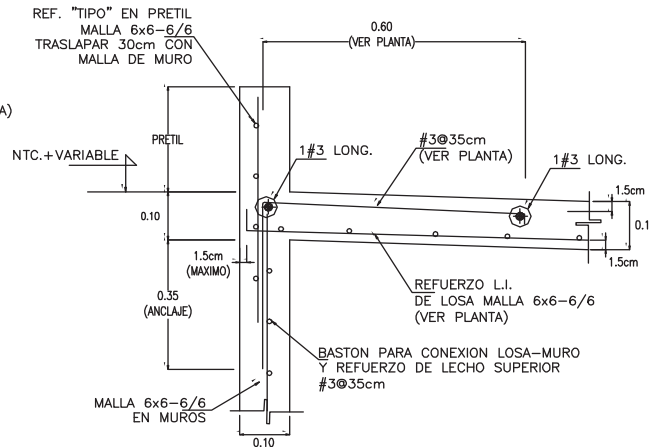 REF. "TIPO" EN PRETIL
MALLA 6x6-6/6
TRASLAPAR 30cm CON
MALLA DE MURO
0.60
(VER PLANTA)
A)
PRETIL
NTC.+VARIABLE
1#3 LONG.
#3@35cm
(VER PLANTA)
1#3 LONG.
1.5cm
0.10
0.1
1.5cm
(MAXIMO)
1.5cm
0.35
(ANCLAJE)
REFUERZO L.I.
DE LOSA MALLA 6x6-6/6
(VER PLANTA)
BASTON PARA CONEXION LOSA-MURO
Y REFUERZO DE LECHO SUPERIOR
#3@35cm
MALLA 6x6-6/6
EN MUROS
0.10